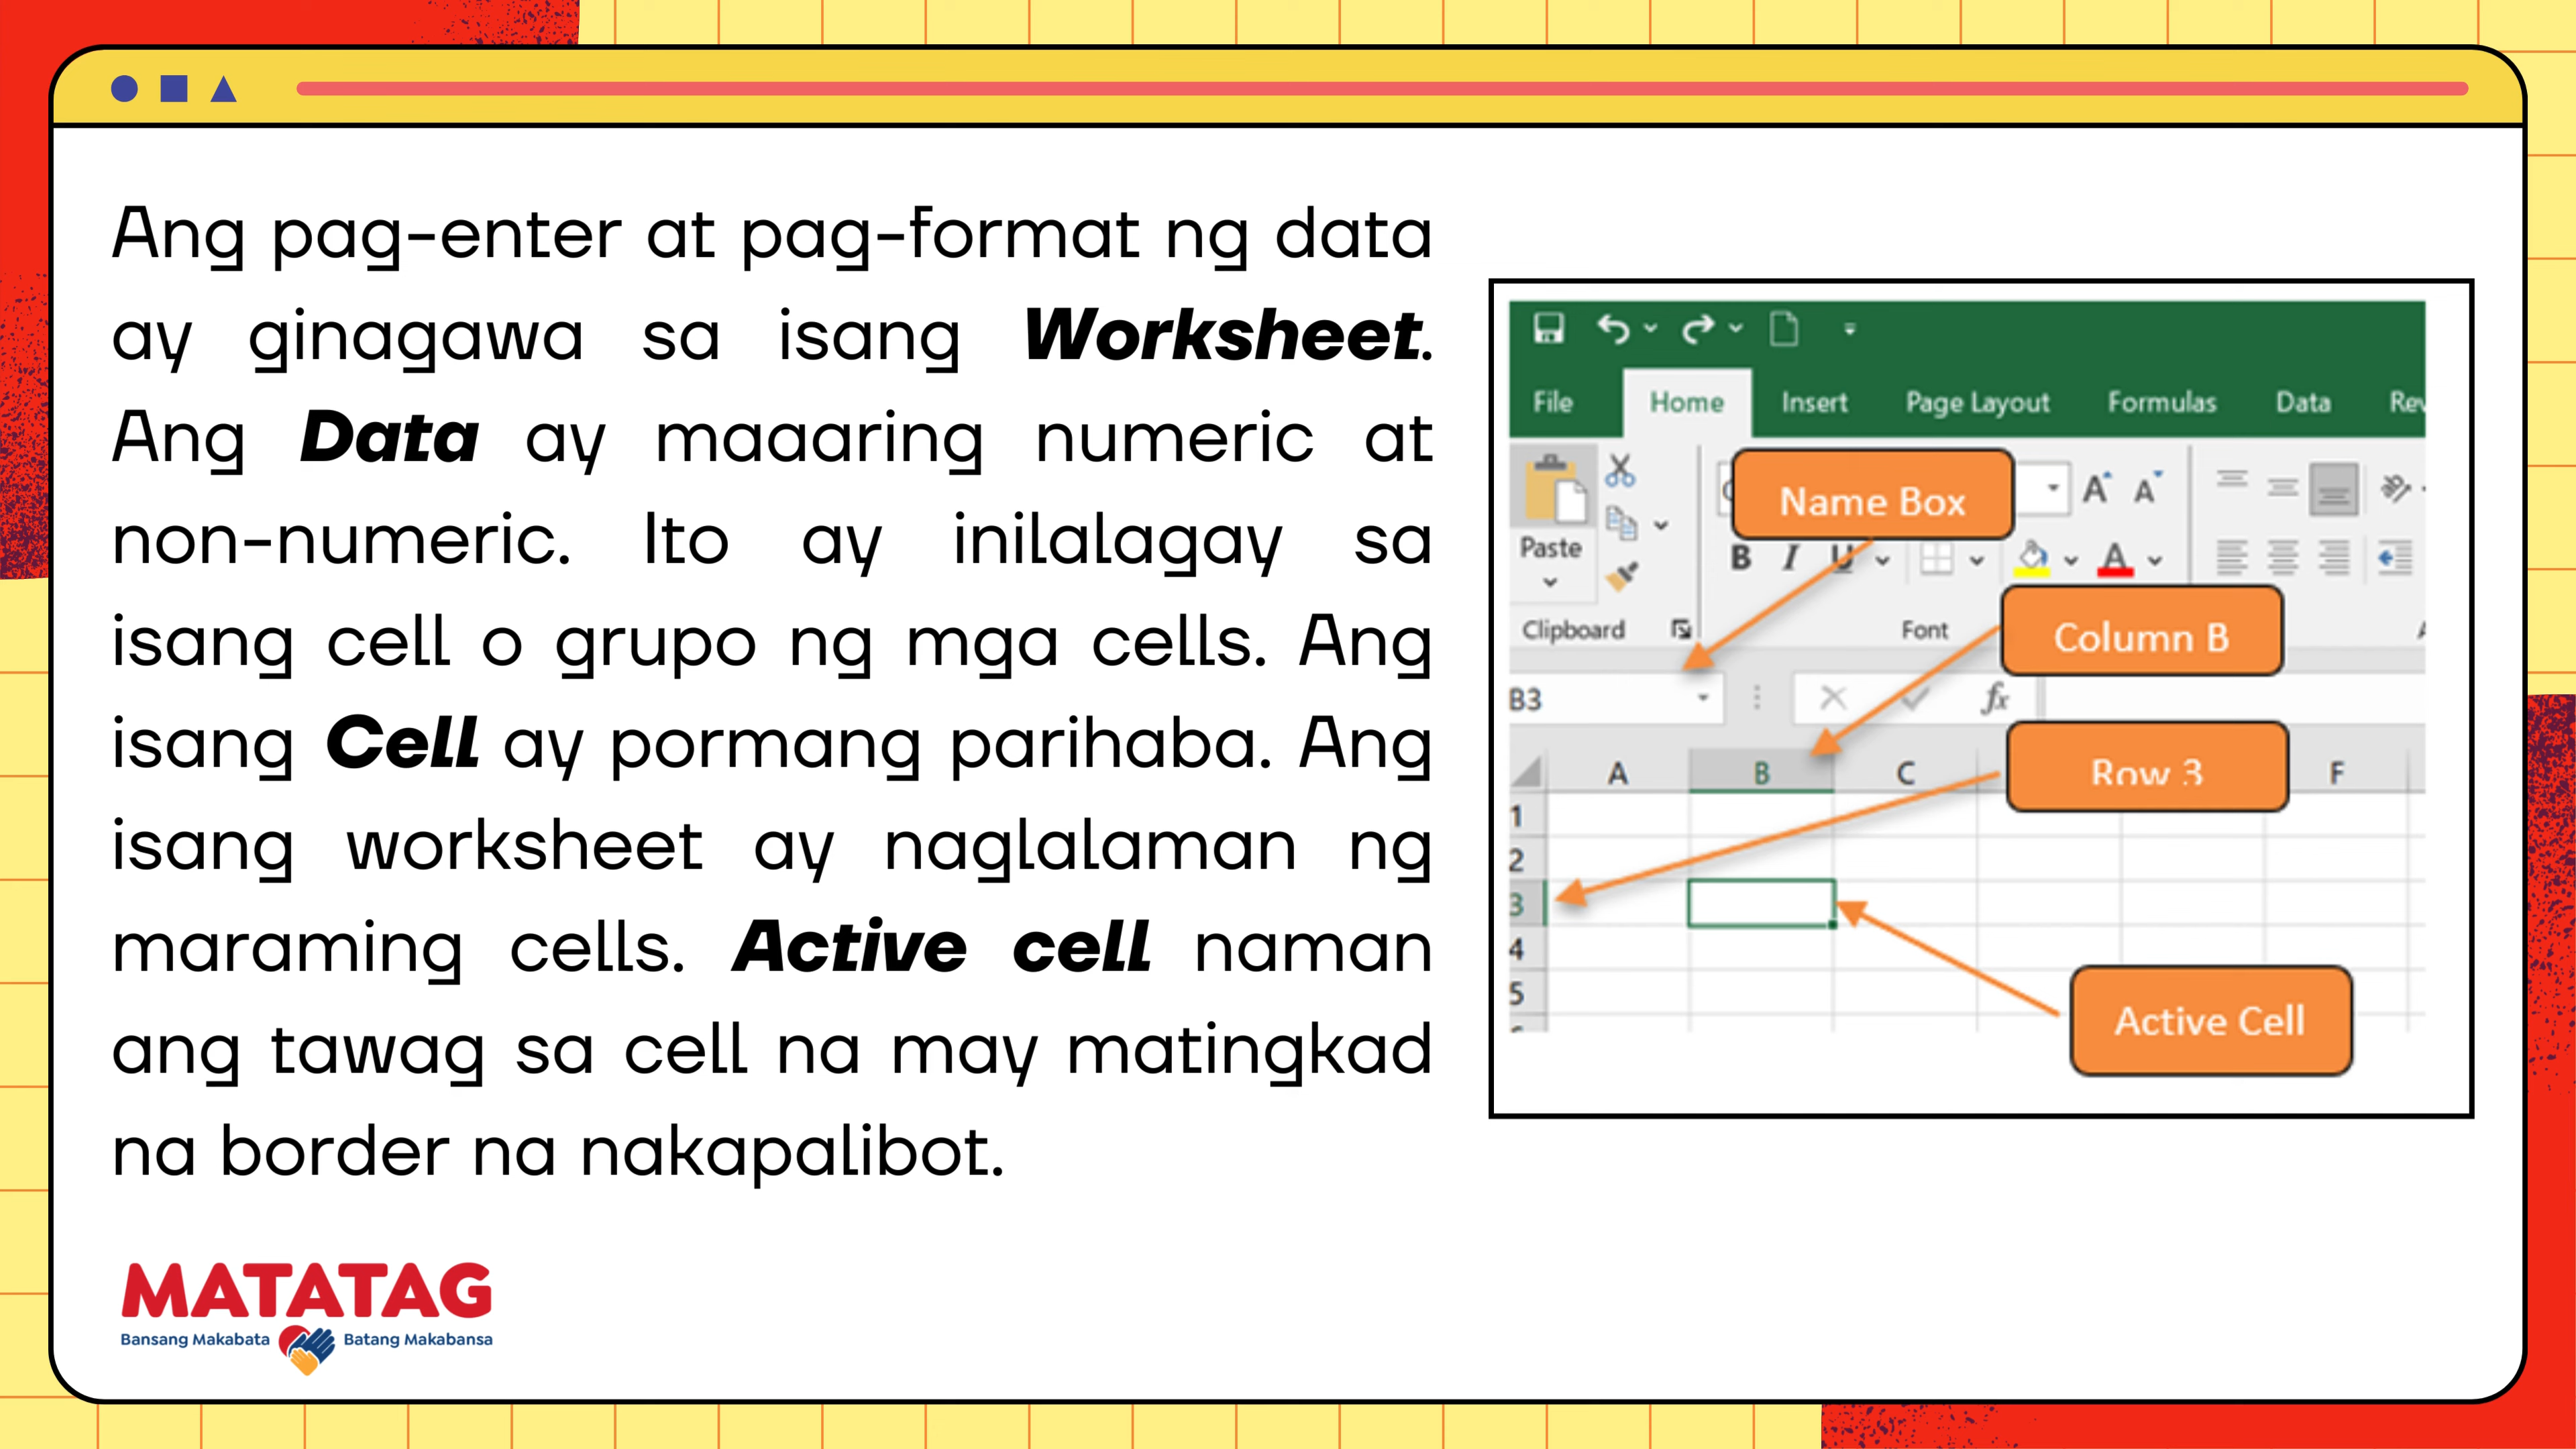 Ang pag-enter at pag-format ng data
ay ginagawa sa isang Worksheet.
Ang Data ay maaaring numeric at
non-numeric. Ito ay inilalagay sa
isang cell o grupo ng mga cells. Ang
isang Cell ay pormang parihaba. Ang
isang worksheet ay naglalaman ng
maraming cells. Active cell naman
ang tawag sa cell na may matingkad
na border na nakapalibot.
File Home Insert Page Layout Formulas Data
Name Box
Paste
B I U
Column B
Clipboard Font
B3 fx
Row 3
A B C F
1
2
3
4
5
Active Cell
MATATAG
Bansang Makabata Batang Makabansa